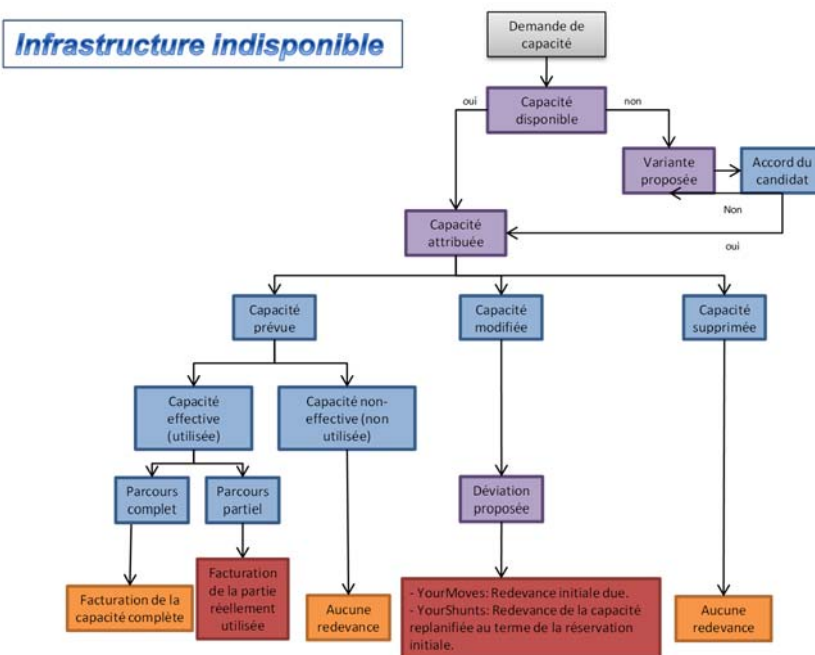 Infrastructure indisponible
Demande de
capacité
oui
Capacité
disponible
non
Variante
proposée
Accord du
candidat
Non
Capacité
attribuée
oui
Capacité
prévue
Capacité
modifiée
Capacité
supprimée
Capacité
effective
(utilisée)
Capacité non-
effective (non
utilisée)
Parcours
complet
Parcours
partiel
Déviation
proposée
Facturation de la
capacité complète
Facturation
de la partie
réellement
utilisée
Aucune
redevance
- YourMoves: Redevance initiale due.
- YourShunts: Redevance de la capacité
replanifiée au terme de la réservation
initiale.
Aucune
redevance